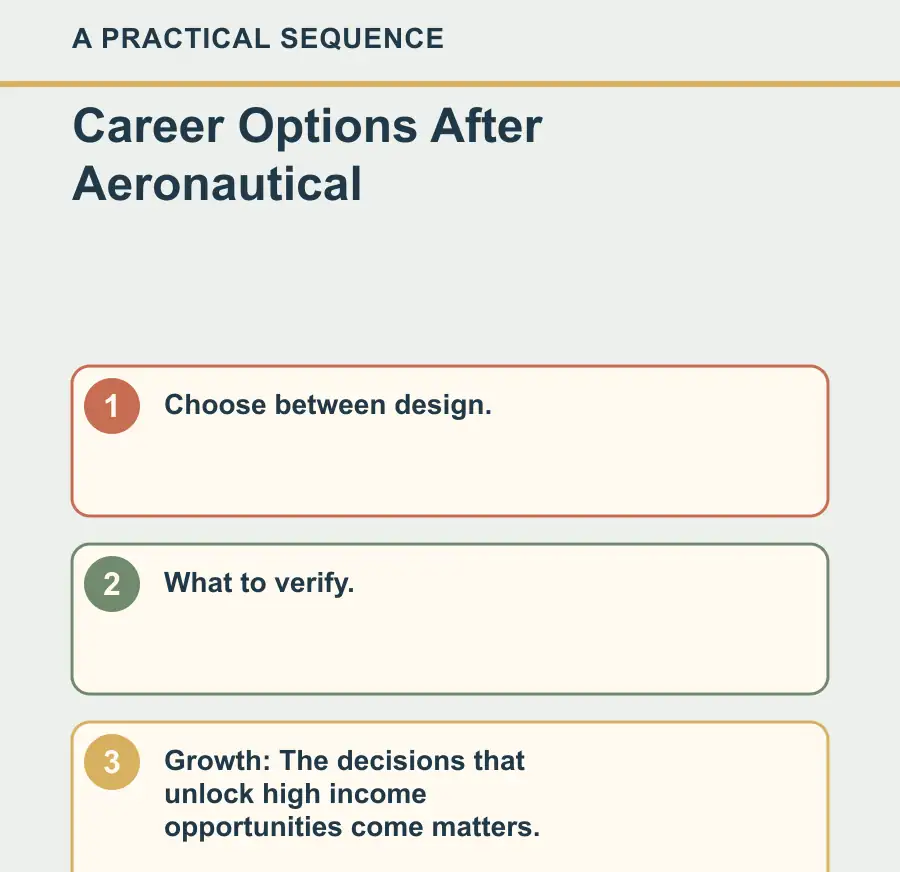 A PRACTICAL SEQUENCE
Career Options After
Aeronautical
1
Choose between design.
2
What to verify.
3
Growth: The decisions that
unlock high income
opportunities come matters.